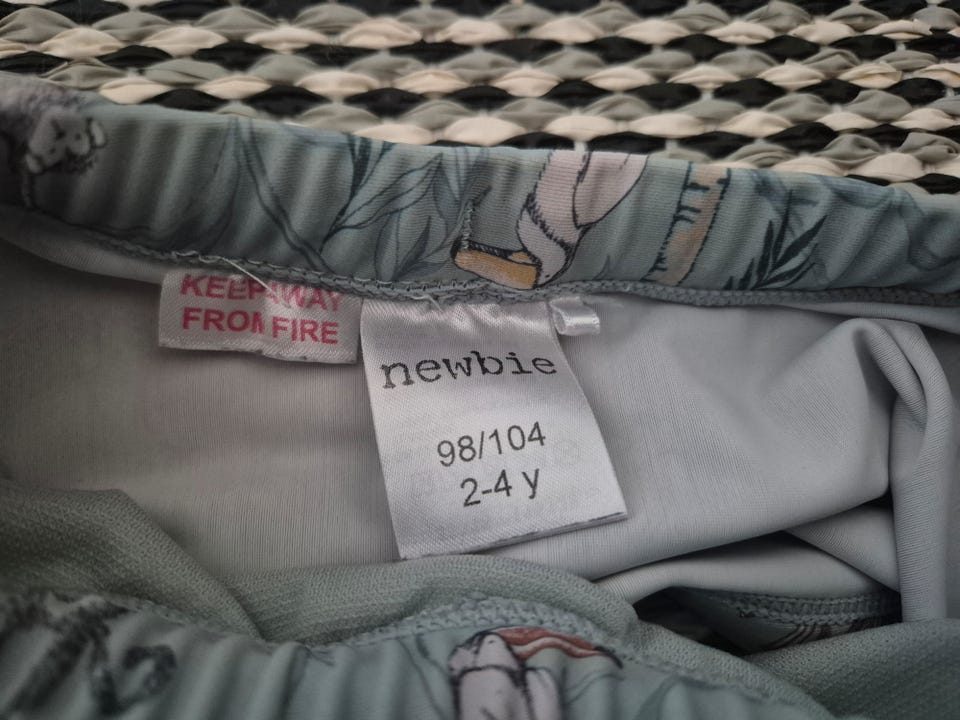 KEEP AWAY
FROM FIRE
newbie
98/104
2-4 y